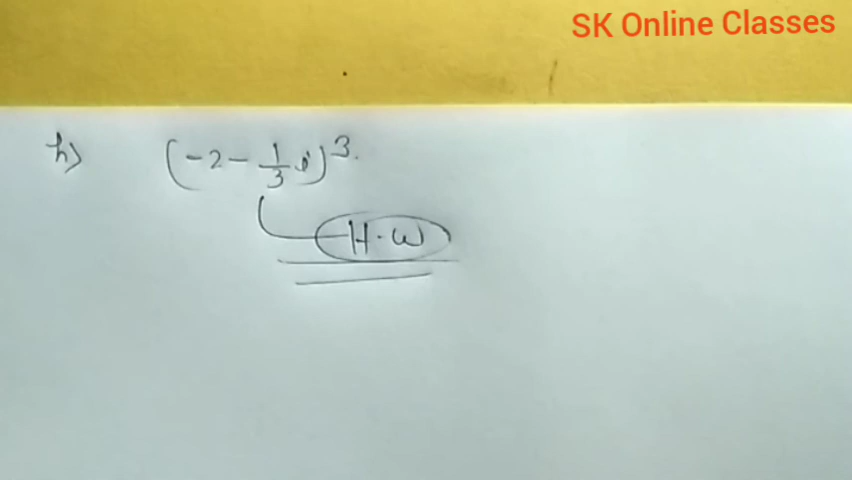 SK Online Classes
h) (-2 - 1/3 i)^3.
H.W